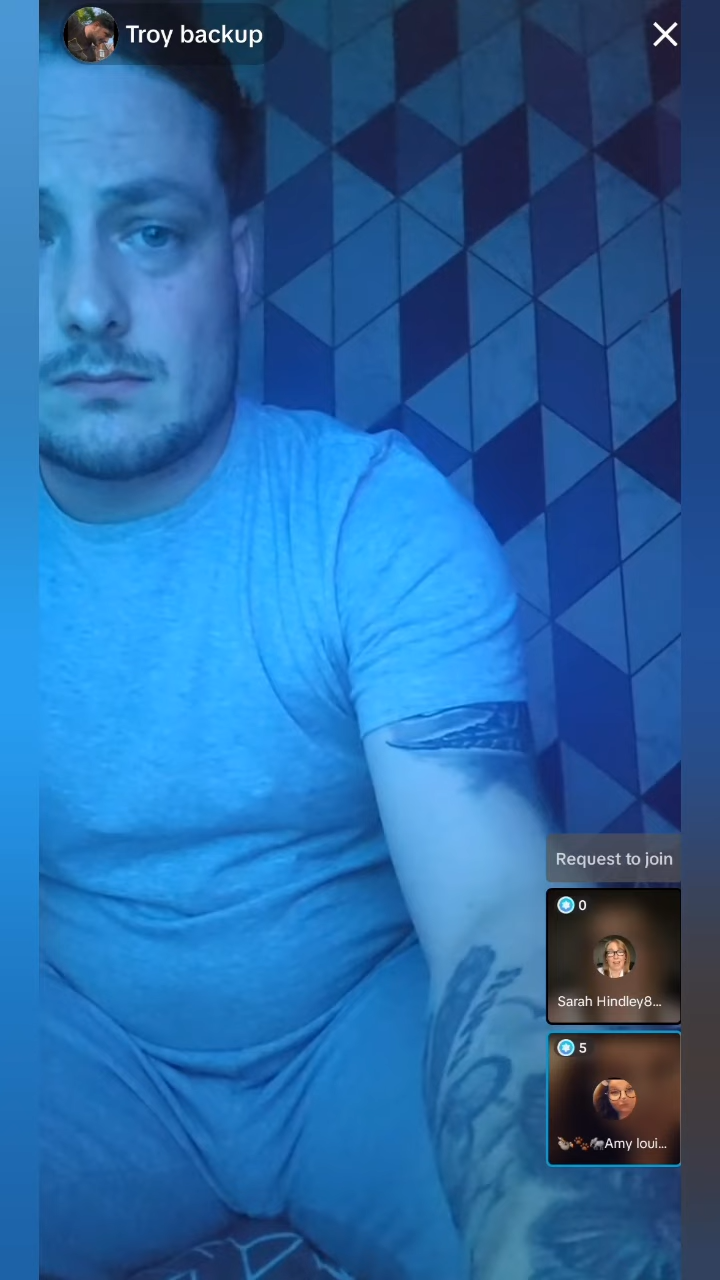 Troy backup
Request to join
0
Sarah Hindley8...
5
🦥🐾🦍Amy loui...